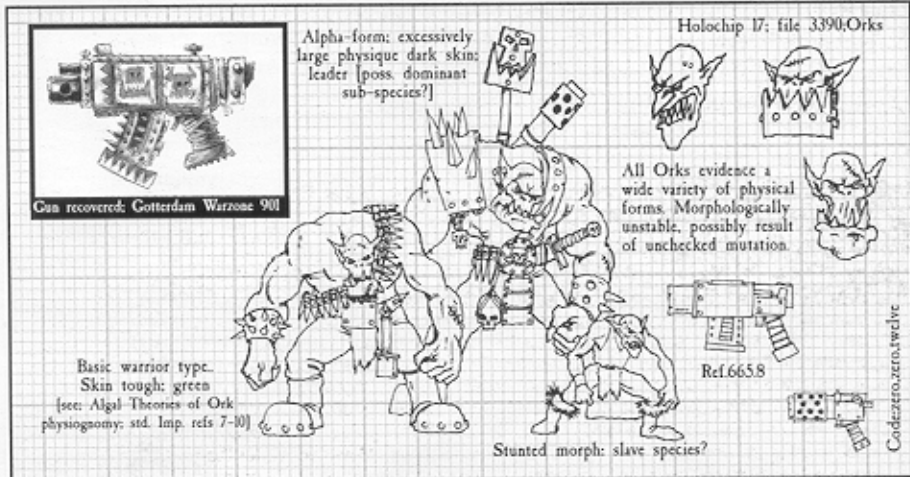 Holochip 17; file 3390;Orks
Alpha-form; excessively
large physique dark skin;
leader [poss. dominant
sub-species?]
Gun recovered; Gotterdam Warzone 901
All Orks evidence a
wide variety of physical
forms. Morphologically
unstable, possibly result
of unchecked mutation.
Basic warrior type..
Skin tough; green
[see; Algal Theories of Ork
physiognomy; std. Imp. refs 7-10]
Ref.665.8
Stunted morph; slave species?
Code;zero,zero,twelve